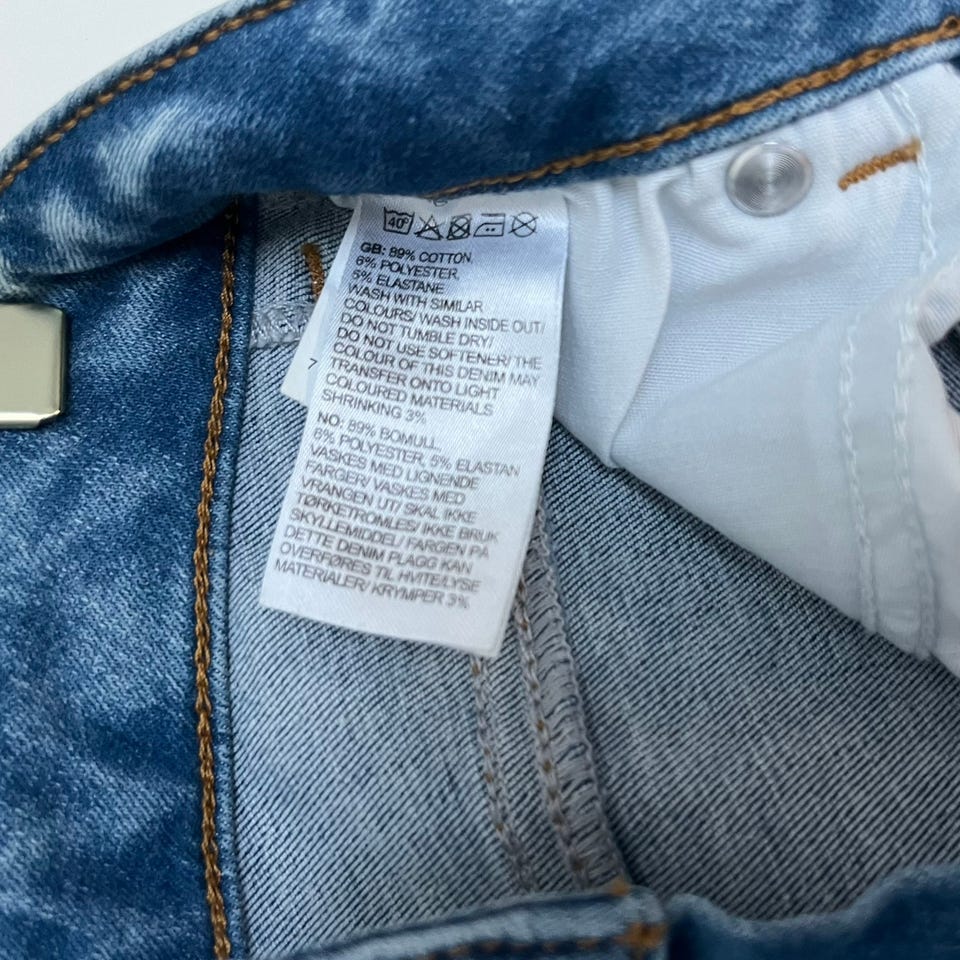 40°
GB: 89% COTTON,
6% POLYESTER,
5% ELASTANE
WASH WITH SIMILAR
COLOURS/ WASH INSIDE OUT/
DO NOT TUMBLE DRY/
DO NOT USE SOFTENER/ THE
COLOUR OF THIS DENIM MAY
TRANSFER ONTO LIGHT
COLOURED MATERIALS
SHRINKING 3%
NO: 89% BOMULL,
6% POLYESTER, 5% ELASTAN
VASKES MED LIGNENDE
FARGER/ VASKES MED
VRANGEN UT/ SKAL IKKE
TØRKETROMLES/ IKKE BRUK
SKYLLEMIDDEL/ FARGEN PÅ
DETTE DENIM PLAGG KAN
OVERFØRES TIL HVITE/LYSE
MATERIALER/ KRYMPER 3%
7